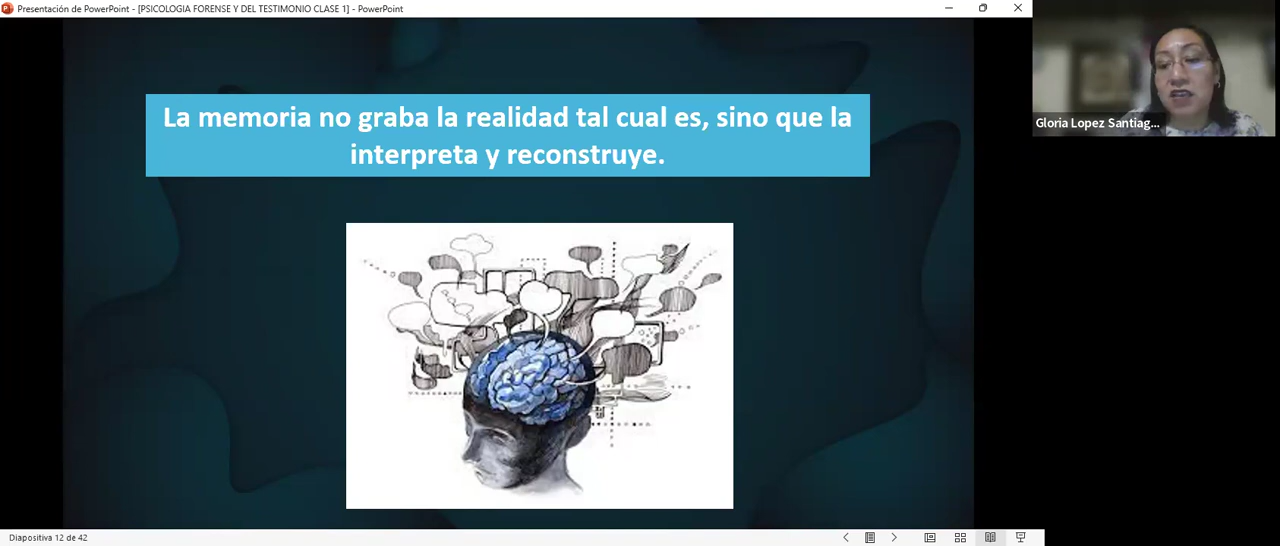 Presentación de PowerPoint - [PSICOLOGIA FORENSE Y DEL TESTIMONIO CLASE 1] - PowerPoint
La memoria no graba la realidad tal cual es, sino que la
interpreta y reconstruye.
Gloria Lopez Santiag...
Diapositiva 12 de 42